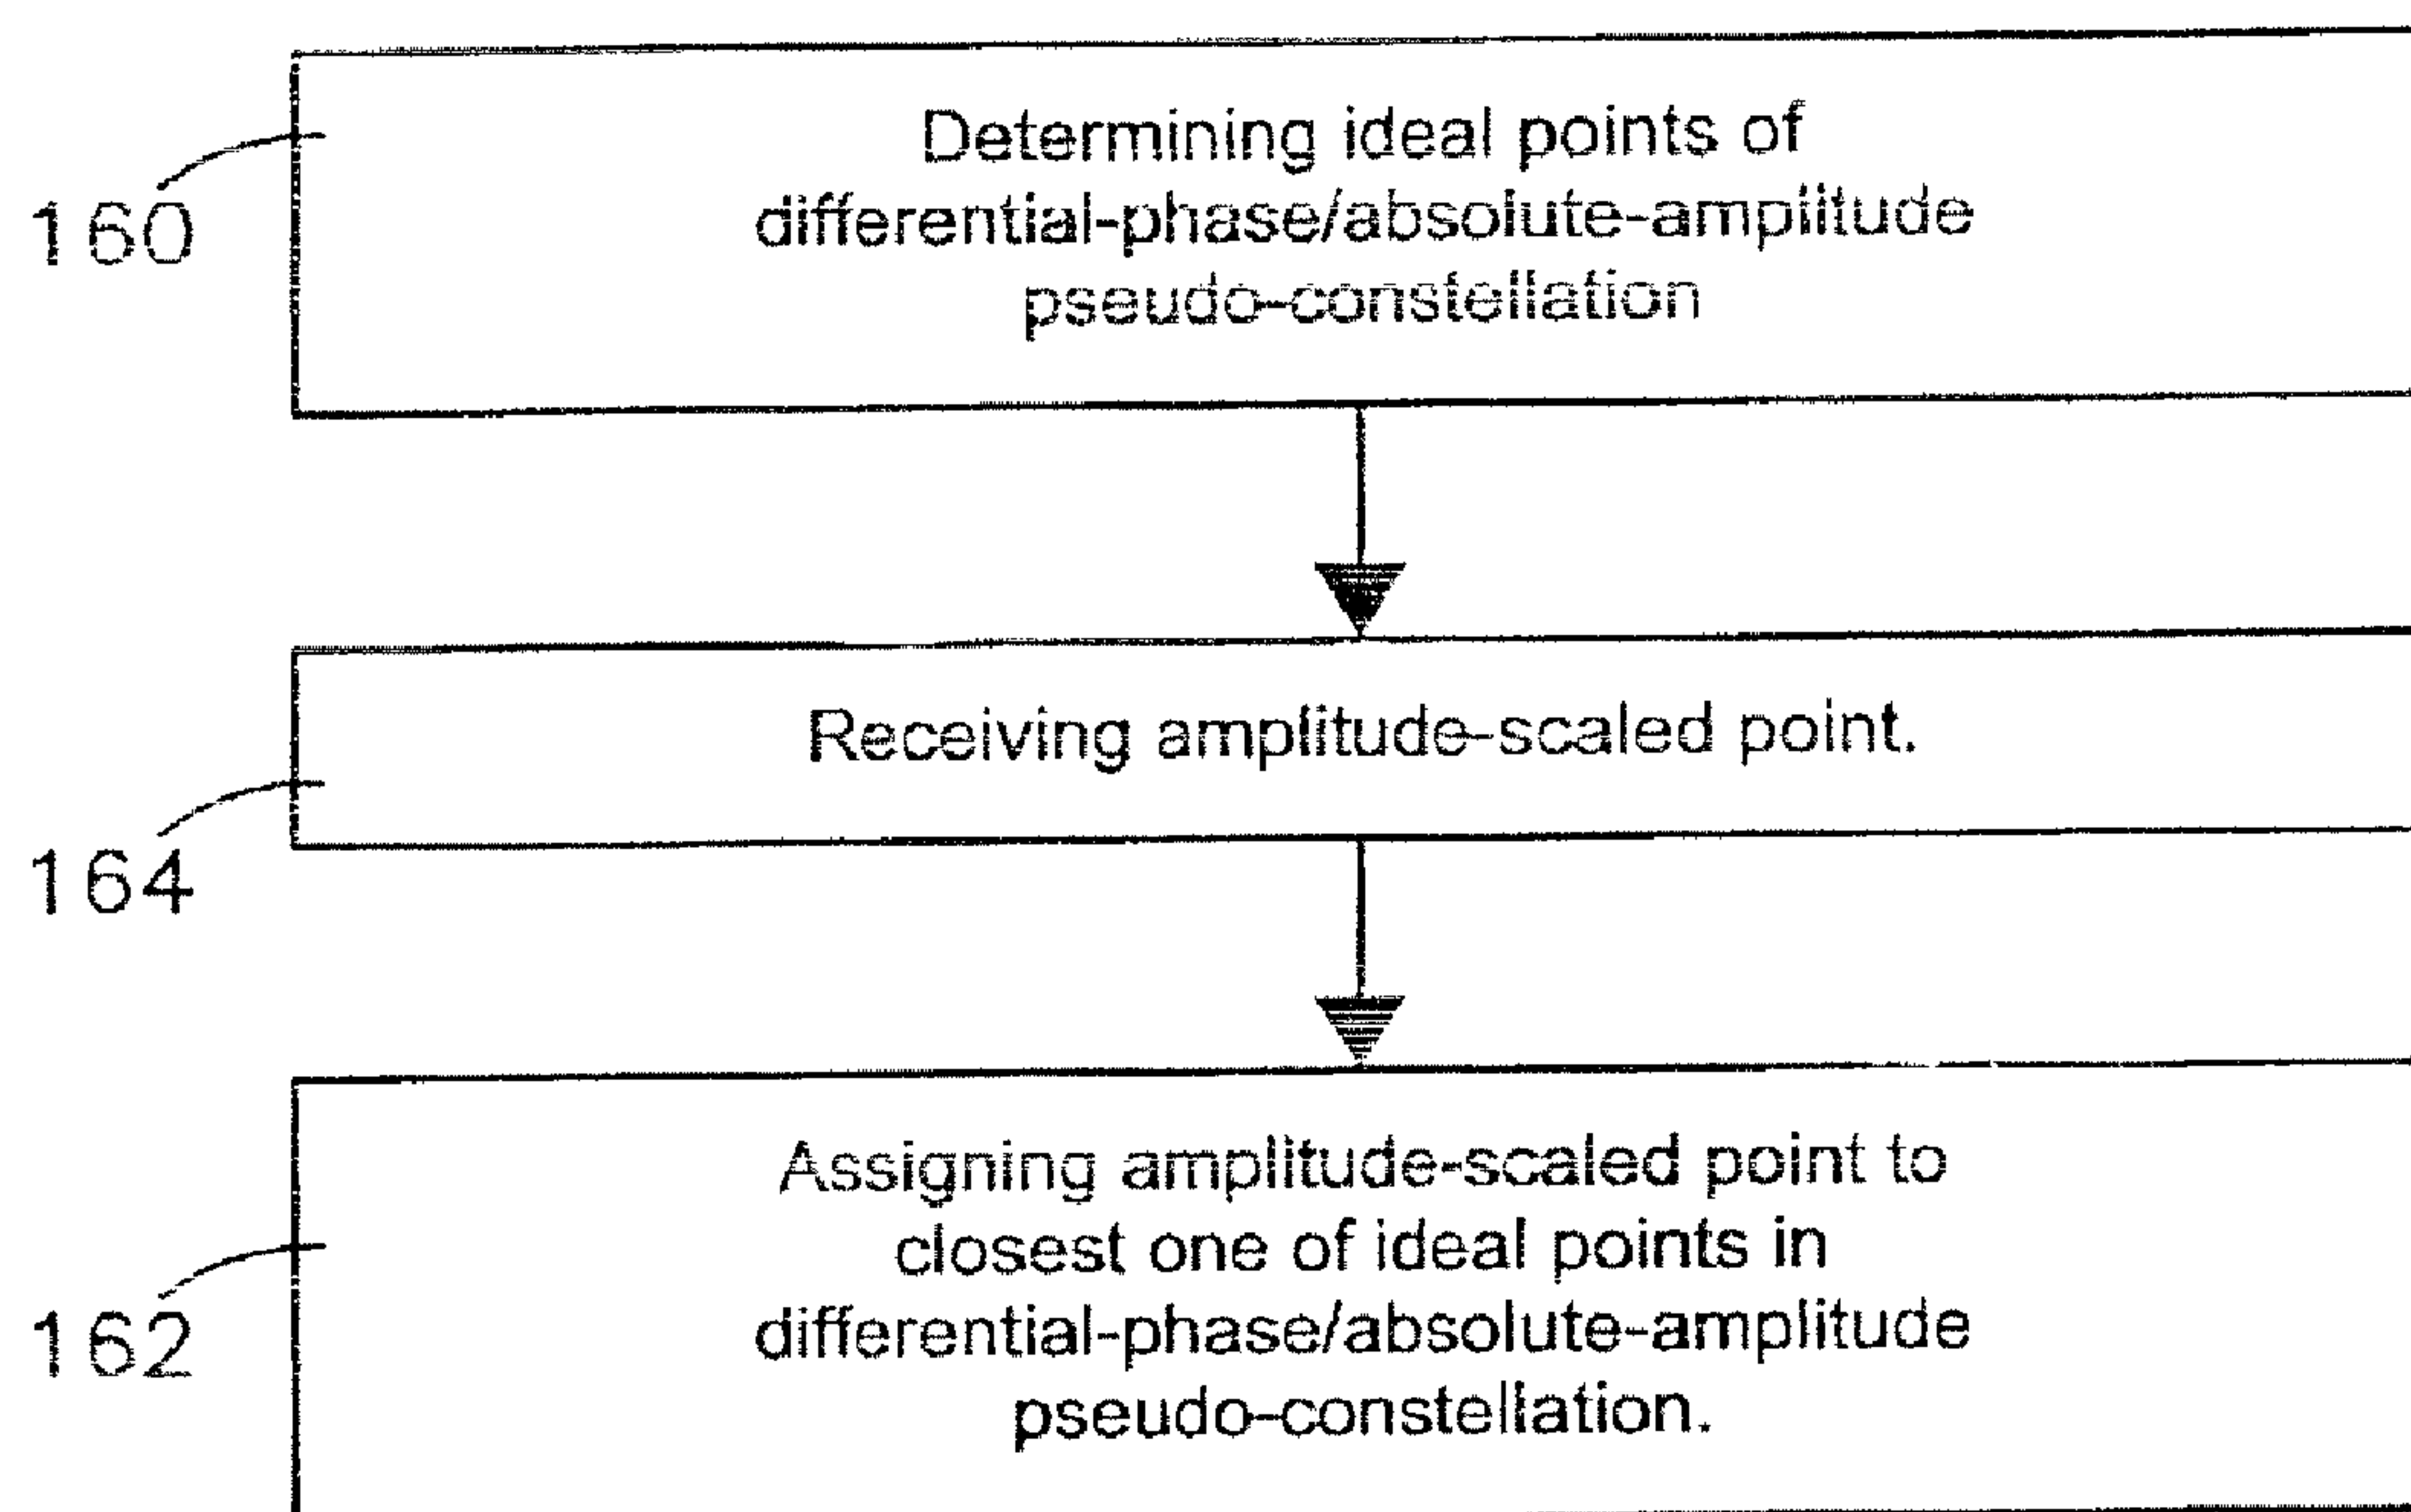 Determining ideal points of
differential-phase/absolute-amplitude
pseudo-constellation
160
Receiving amplitude-scaled point.
164
Assigning amplitude-scaled point to
closest one of ideal points in
differential-phase/absolute-amplitude
pseudo-constellation.
162